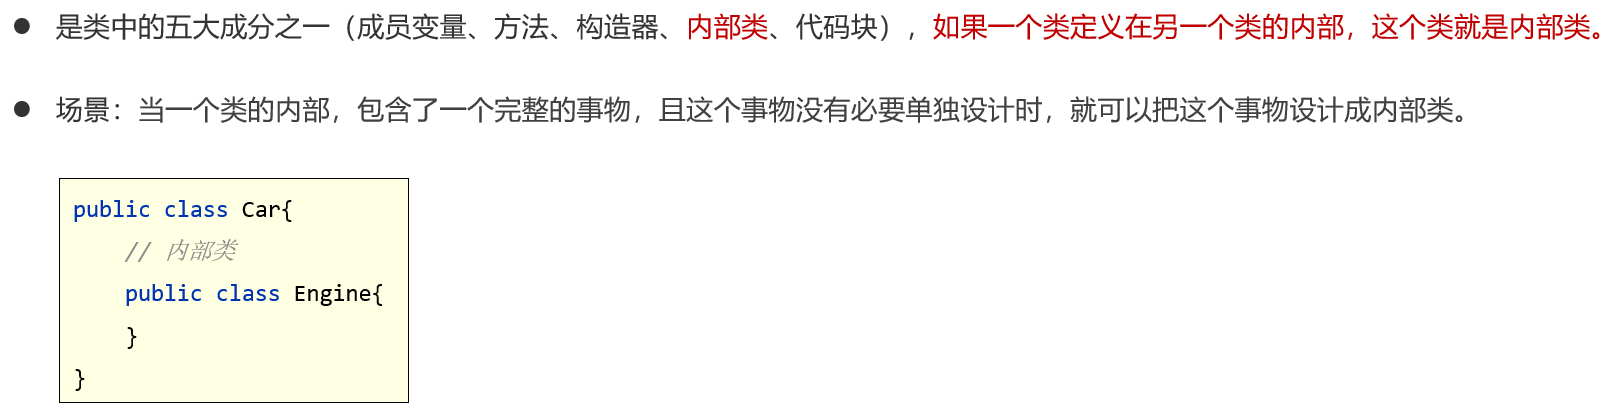 ● 是类中的五大成分之一（成员变量、方法、构造器、内部类、代码块），如果一个类定义在另一个类的内部，这个类就是内部类。
● 场景：当一个类的内部，包含了一个完整的事物，且这个事物没有必要单独设计时，就可以把这个事物设计成内部类。
public class Car{
    // 内部类
    public class Engine{
    }
}